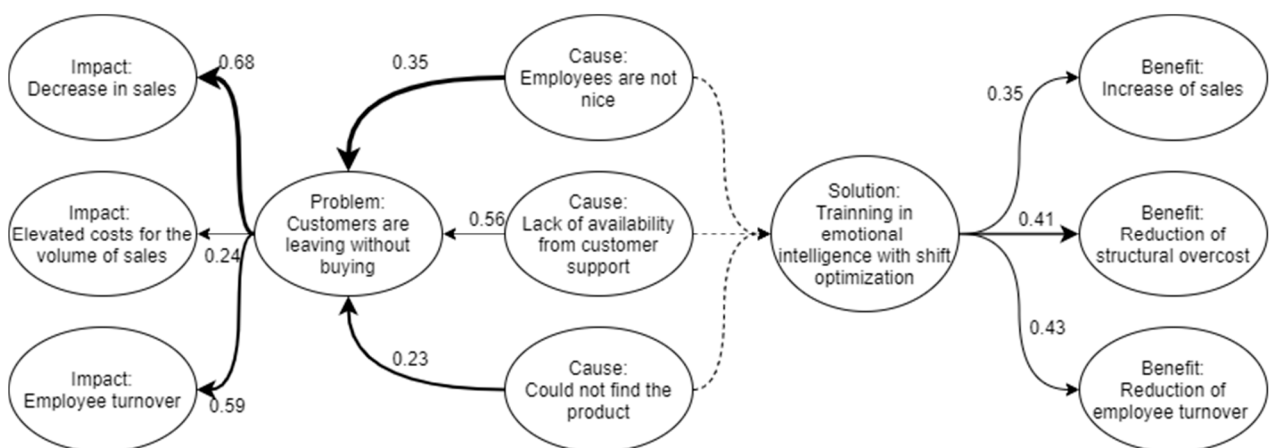 Impact:
Decrease in sales
0.68
Impact:
Elevated costs for the
volume of sales
0.24
Impact:
Employee turnover
0.59
Problem:
Customers are
leaving without
buying
0.35
Cause:
Employees are not
nice
0.56
Cause:
Lack of availability
from customer
support
0.23
Cause:
Could not find the
product
Solution:
Trainning in
emotional
intelligence with shift
optimization
0.35
Benefit:
Increase of sales
0.41
Benefit:
Reduction of
structural overcost
0.43
Benefit:
Reduction of
employee turnover